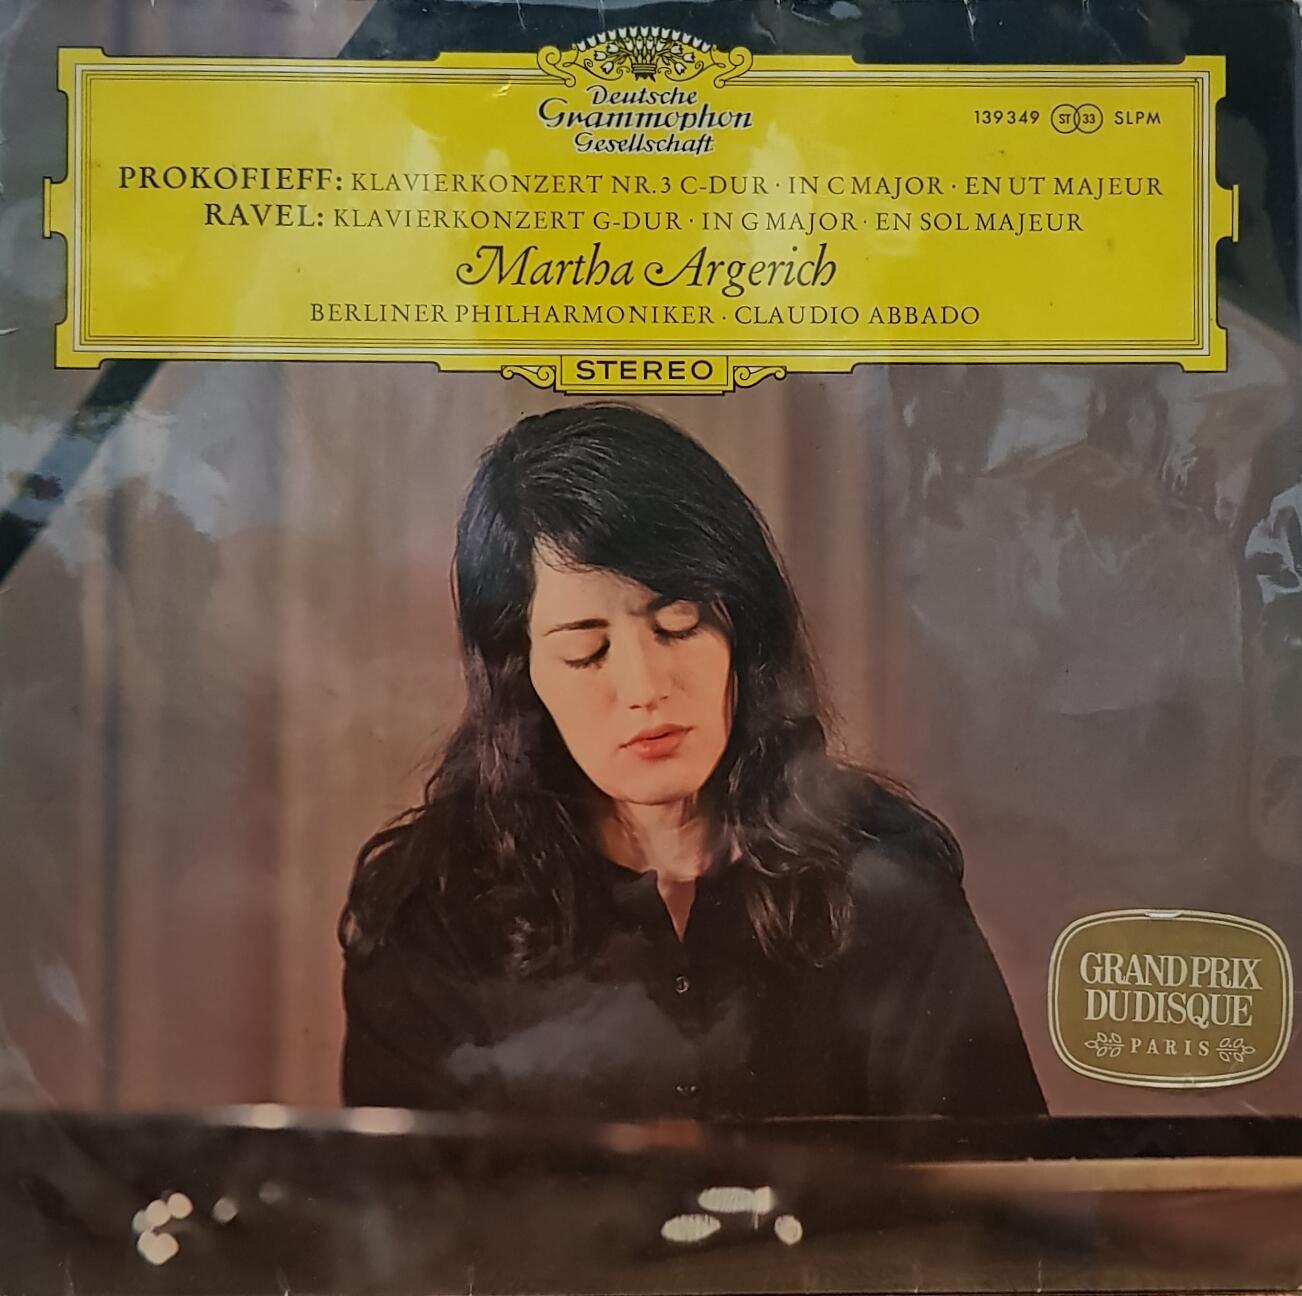 Deutsche
Grammophon
Gesellschaft
139 349 ST 33 SLPM
PROKOFIEFF: KLAVIERKONZERT NR. 3 C-DUR · IN C MAJOR · EN UT MAJEUR
RAVEL: KLAVIERKONZERT G-DUR · IN G MAJOR · EN SOL MAJEUR
Martha Argerich
BERLINER PHILHARMONIKER · CLAUDIO ABBADO
STEREO
GRAND PRIX
DU DISQUE
PARIS